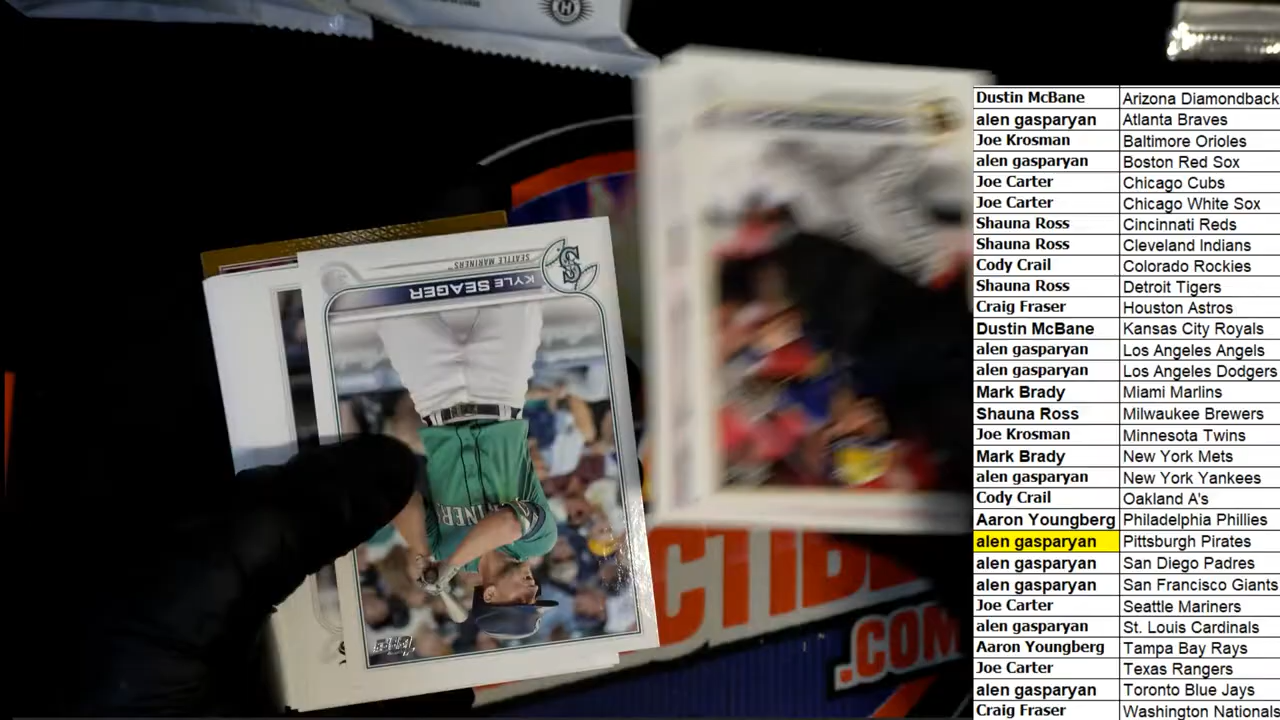 SEATTLE MARINERS
KYLE SEAGER
S
MARINERS
Topps
CTIBLE
.COM
Dustin McBane Arizona Diamondback
alen gasparyan Atlanta Braves
Joe Krosman Baltimore Orioles
alen gasparyan Boston Red Sox
Joe Carter Chicago Cubs
Joe Carter Chicago White Sox
Shauna Ross Cincinnati Reds
Shauna Ross Cleveland Indians
Cody Crail Colorado Rockies
Shauna Ross Detroit Tigers
Craig Fraser Houston Astros
Dustin McBane Kansas City Royals
alen gasparyan Los Angeles Angels
alen gasparyan Los Angeles Dodgers
Mark Brady Miami Marlins
Shauna Ross Milwaukee Brewers
Joe Krosman Minnesota Twins
Mark Brady New York Mets
alen gasparyan New York Yankees
Cody Crail Oakland A's
Aaron Youngberg Philadelphia Phillies
alen gasparyan Pittsburgh Pirates
alen gasparyan San Diego Padres
alen gasparyan San Francisco Giants
Joe Carter Seattle Mariners
alen gasparyan St. Louis Cardinals
Aaron Youngberg Tampa Bay Rays
Joe Carter Texas Rangers
alen gasparyan Toronto Blue Jays
Craig Fraser Washington Nationals